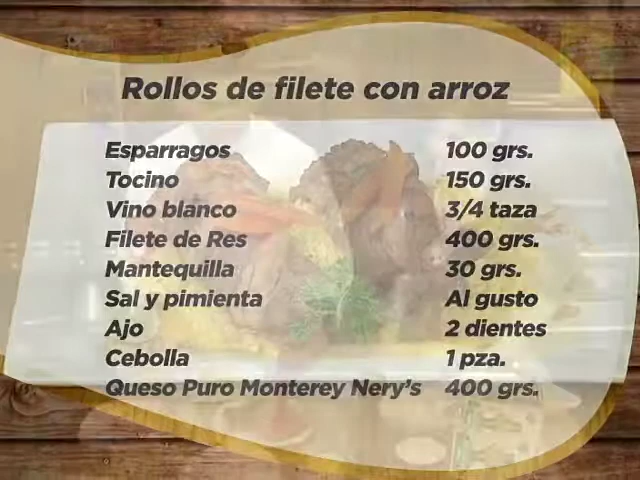 Rollos de filete con arroz
Esparragos 100 grs.
Tocino 150 grs.
Vino blanco 3/4 taza
Filete de Res 400 grs.
Mantequilla 30 grs.
Sal y pimienta Al gusto
Ajo 2 dientes
Cebolla 1 pza.
Queso Puro Monterey Nery's 400 grs.